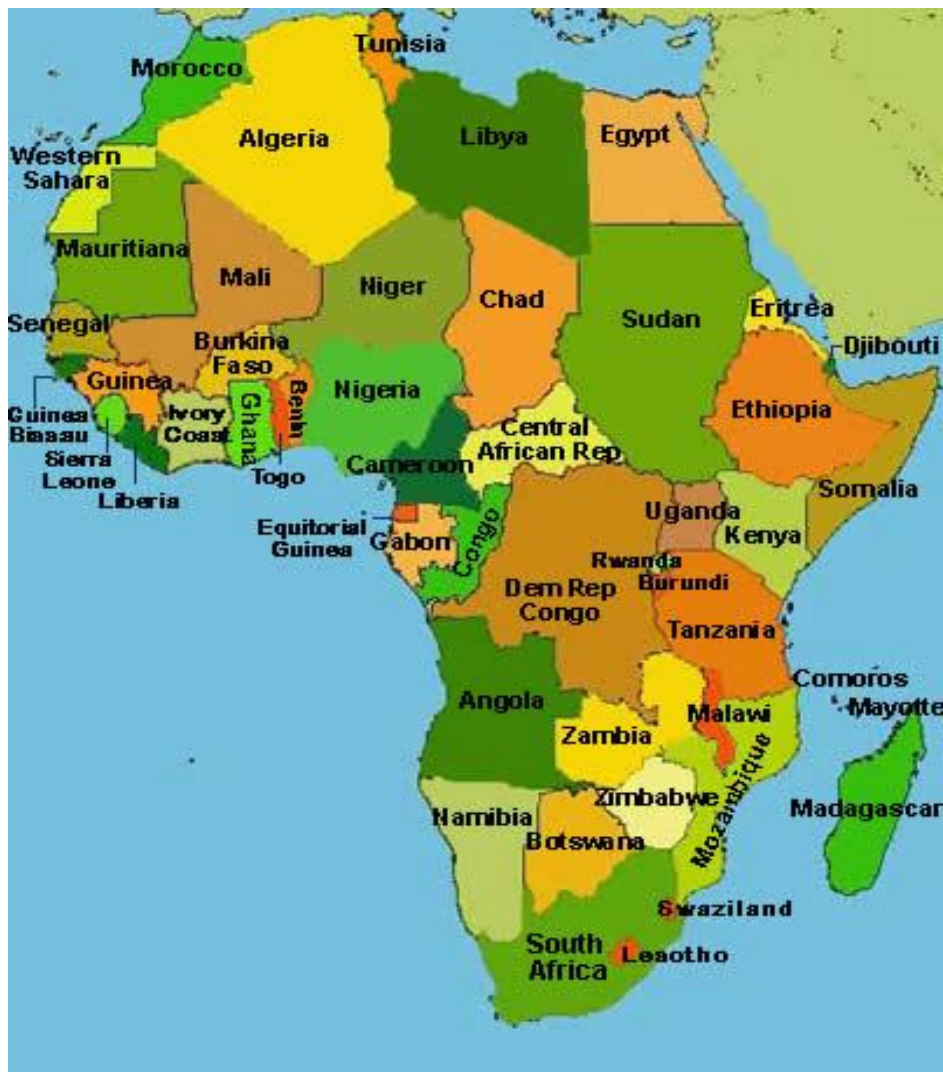 Tunisia
Morocco
Algeria
Libya
Egypt
Western
Sahara
Mauritiana
Mali
Niger
Chad
Sudan
Eritrea
Senegal
Burkina
Faso
Djibouti
Guinea
Nigeria
Benin
Ethiopia
Guinea
Bissau
Ivory
Coast
Ghana
Central
African Rep
Sierra
Leone
Togo
Cameroon
Somalia
Liberia
Uganda
Equitorial
Guinea
Gabon
Congo
Kenya
Rwanda
Burundi
Dem Rep
Congo
Tanzania
Comoros
Angola
Malawi
Mayotte
Zambia
Mozambique
Zimbabwe
Namibia
Madagascar
Botswana
Swaziland
South
Africa
Lesotho